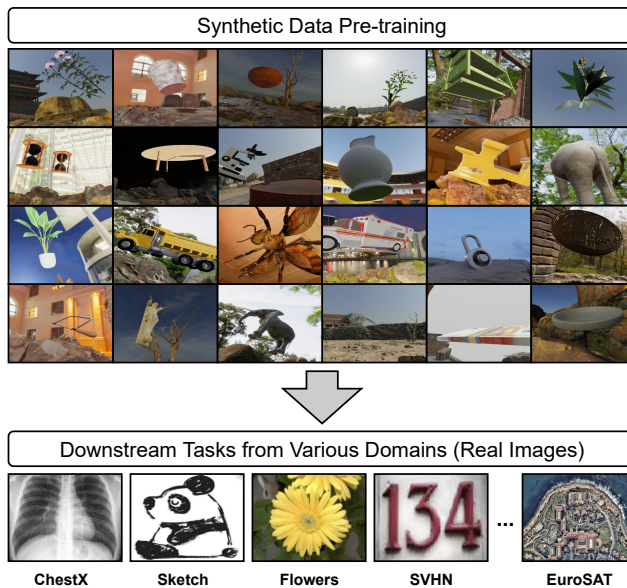 Synthetic Data Pre-training
Downstream Tasks from Various Domains (Real Images)
134
...
ChestX
Sketch
Flowers
SVHN
EuroSAT